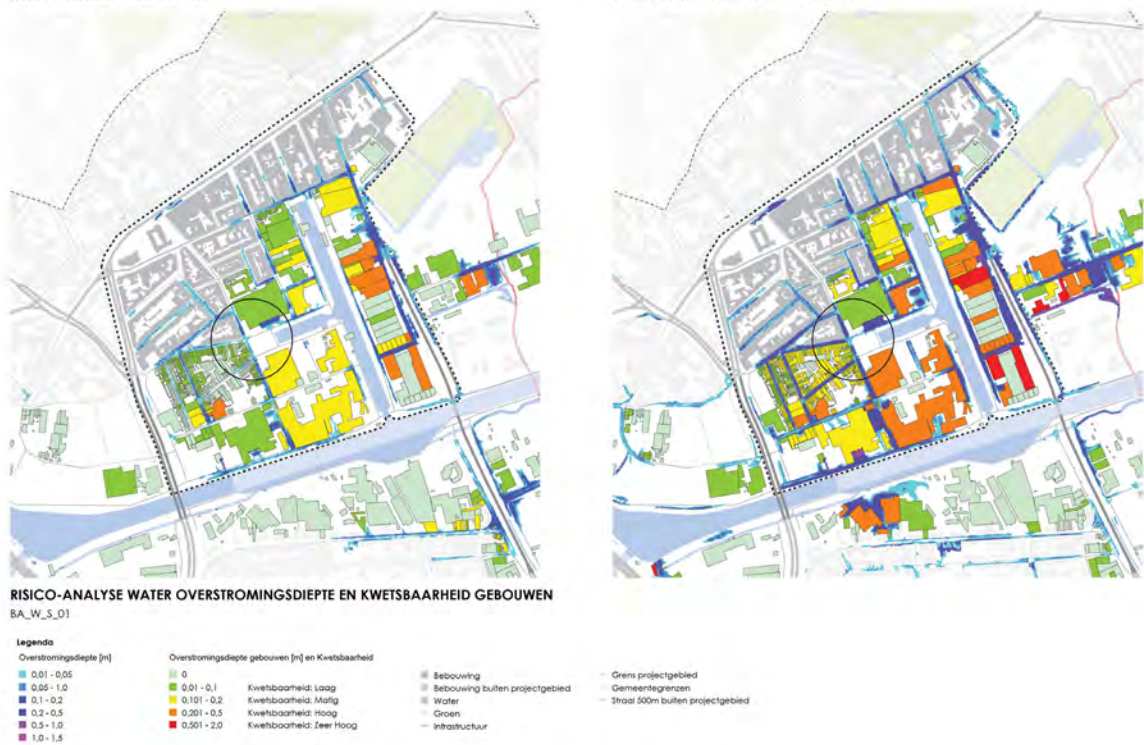 RISICO-ANALYSE WATER OVERSTROMINGSDIEPTE EN KWETSBAARHEID GEBOUWEN
BA_W_S_01
Legenda
Overstromingsdiepte [m]
0,01 - 0,05
0,05 - 1,0
0,1 - 0,2
0,2 - 0,5
0,5 - 1,0
1,0 - 1,5
Overstromingsdiepte gebouwen [m] en Kwetsbaarheid
0
0,01 - 0,1 Kwetsbaarheid: Laag
0,101 - 0,2 Kwetsbaarheid: Matig
0,201 - 0,5 Kwetsbaarheid: Hoog
0,501 - 2,0 Kwetsbaarheid: Zeer Hoog
Bebouwing
Bebouwing buiten projectgebied
Water
Groen
Infrastructuur
Grens projectgebied
Gemeentegrenzen
Straal 500m buiten projectgebied